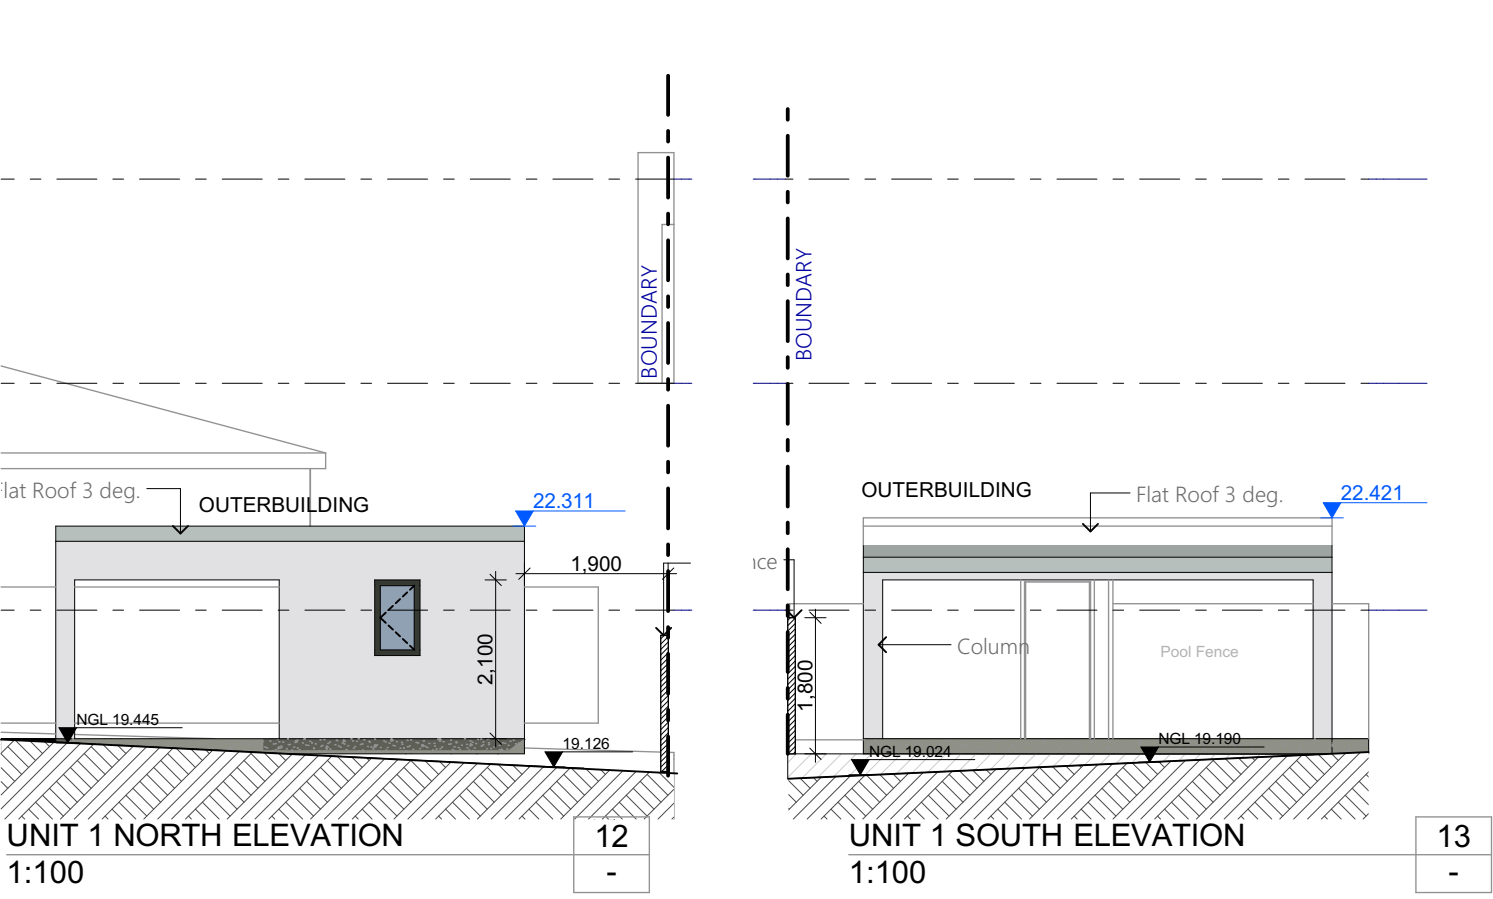 BOUNDARY
Flat Roof 3 deg.
OUTERBUILDING
22.311
1,900
2,100
NGL 19.445
19.126
UNIT 1 NORTH ELEVATION
12
1:100
-
BOUNDARY
OUTERBUILDING
Flat Roof 3 deg.
22.421
nce
Column
Pool Fence
1,800
NGL 19.024
NGL 19.190
UNIT 1 SOUTH ELEVATION
13
1:100
-